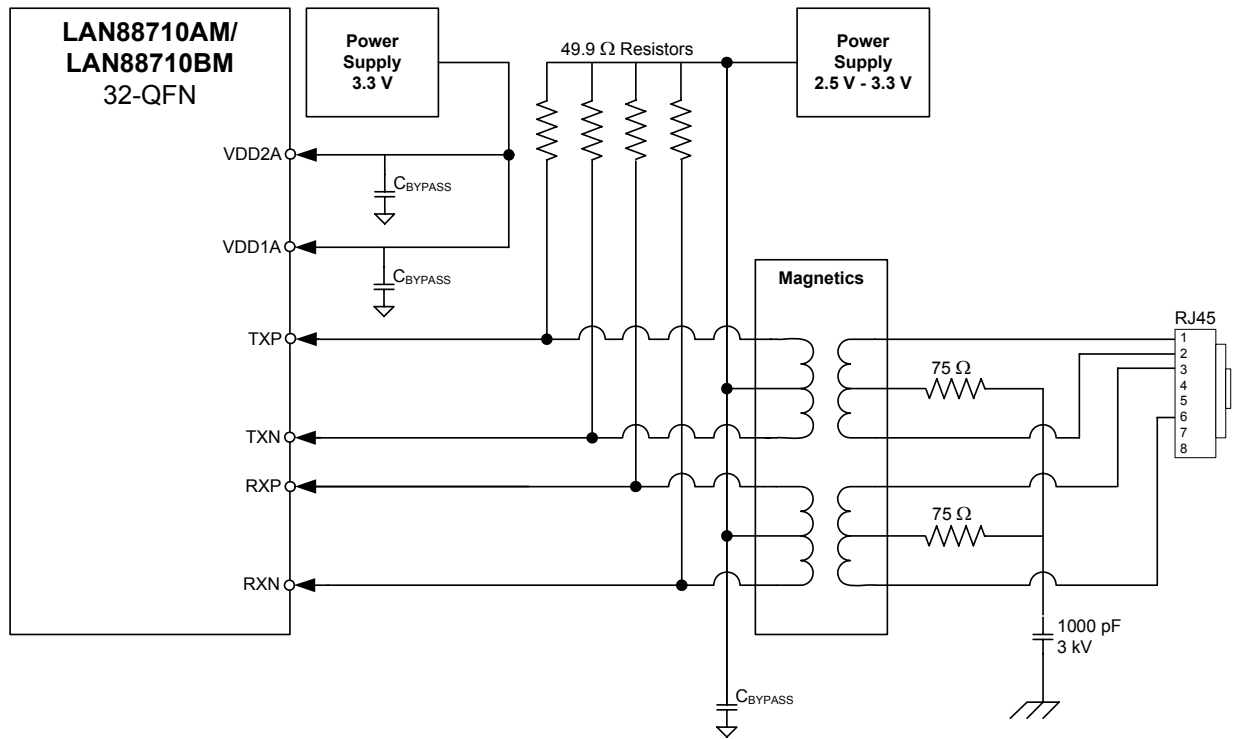 LAN88710AM/
LAN88710BM
32-QFN
Power
Supply
3.3 V
49.9 Ω Resistors
Power
Supply
2.5 V - 3.3 V
VDD2A
CBYPASS
VDD1A
CBYPASS
Magnetics
TXP
TXN
RXP
RXN
75 Ω
75 Ω
RJ45
1
2
3
4
5
6
7
8
1000 pF
3 kV
CBYPASS